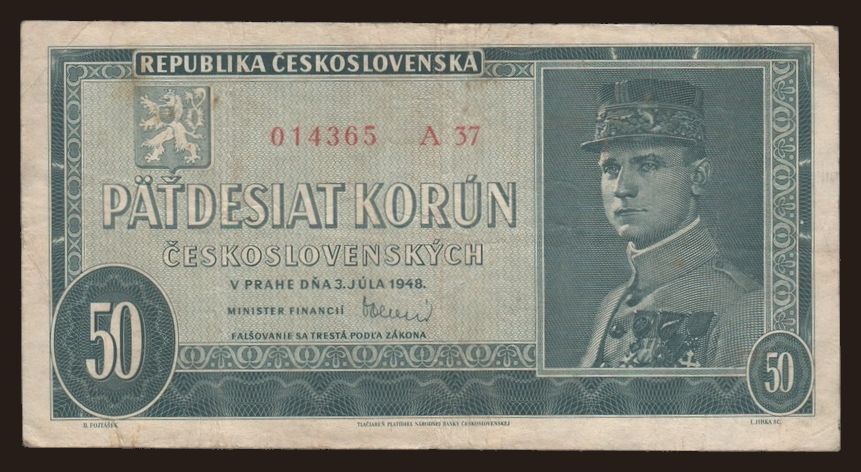 REPUBLIKA ČESKOSLOVENSKÁ
014365 A 37
PÄŤDESIAT KORÚN
ČESKOSLOVENSKÝCH
V PRAHE DŇA 3. JÚLA 1948.
MINISTER FINANCIÍ
FALŠOVANIE SA TRESTÁ PODĽA ZÁKONA
50
50
B. FOJTÁŠEK
TLAČIAREŇ PLATIDIEL NÁRODNEJ BANKY ČESKOSLOVENSKEJ